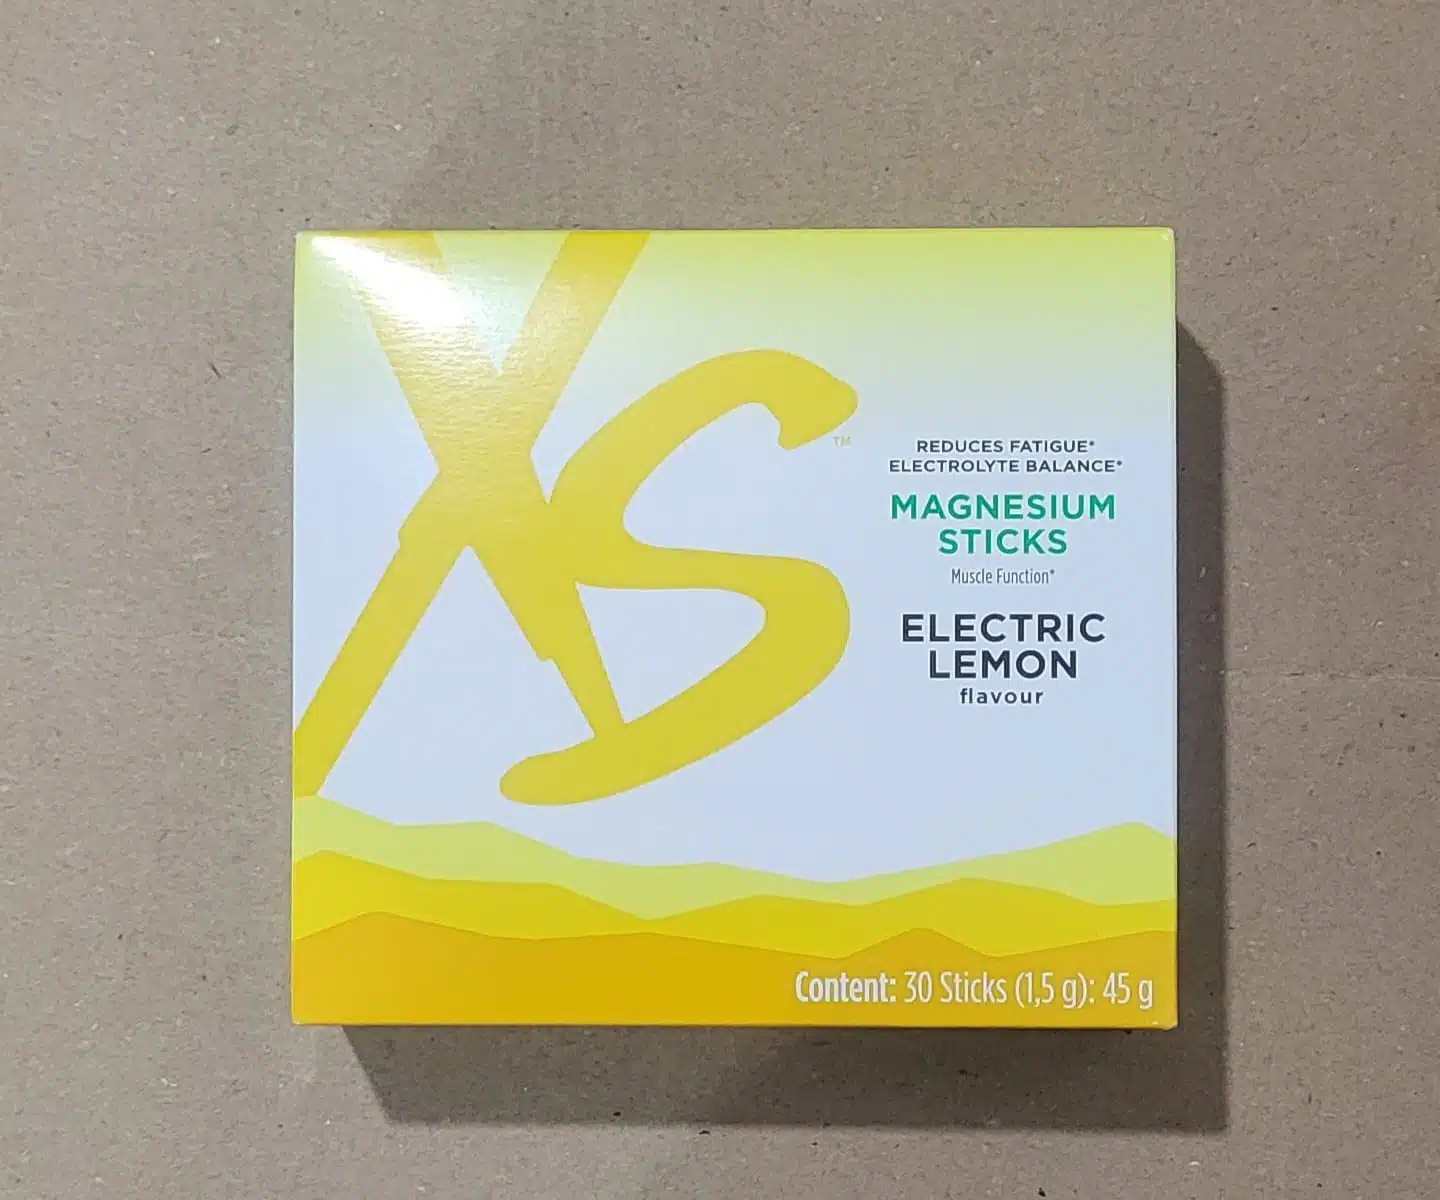 XS™
REDUCES FATIGUE*
ELECTROLYTE BALANCE*
MAGNESIUM
STICKS
Muscle Function*
ELECTRIC
LEMON
flavour
Content: 30 Sticks (1,5 g): 45 g